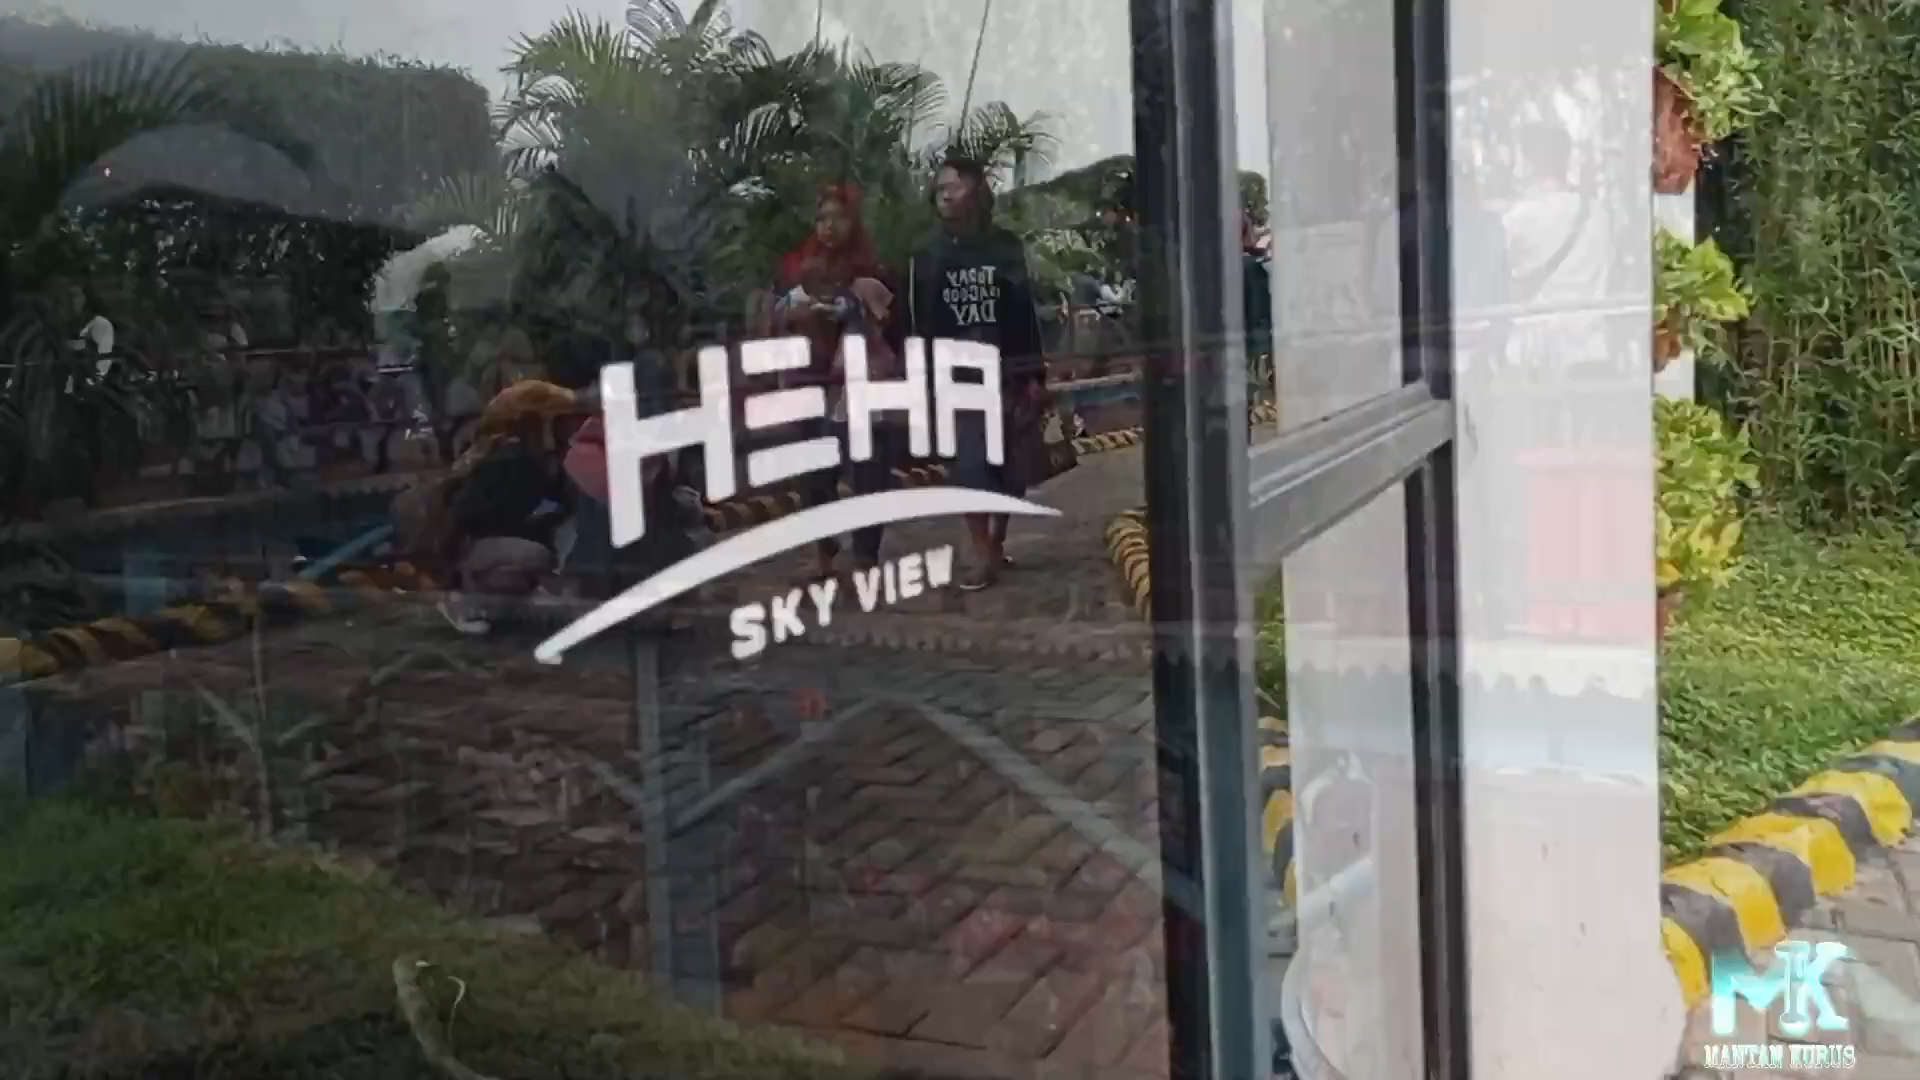 TODAY
IS A GOOD
DAY
HEHA
SKY VIEW
MK
MANTAN KURUS